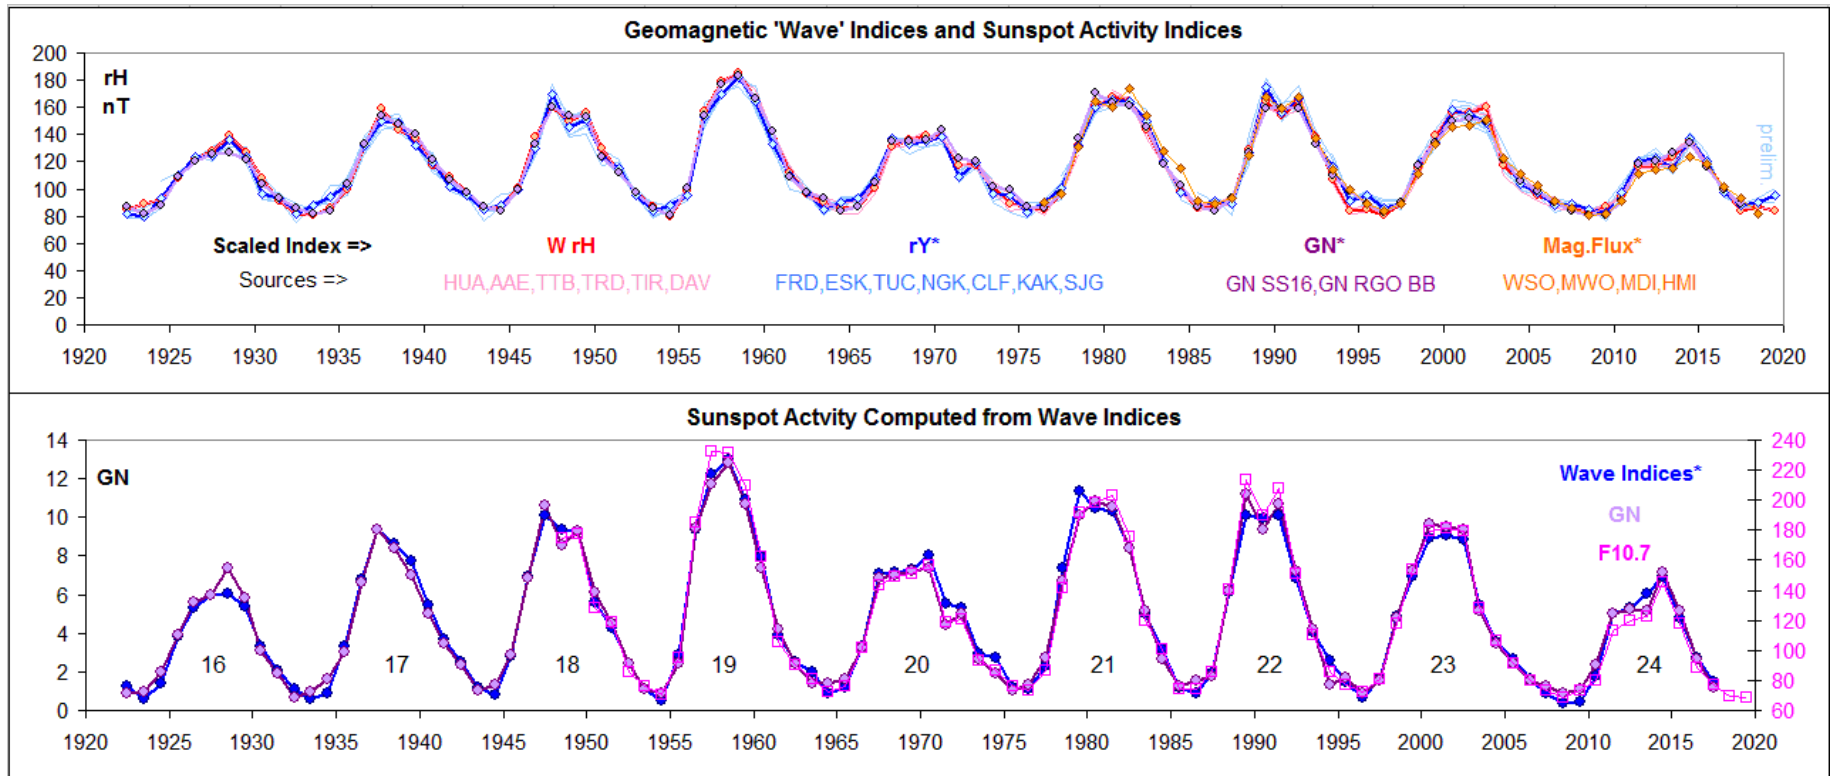 Geomagnetic 'Wave' Indices and Sunspot Activity Indices
200
180
160
140
120
100
80
60
40
20
0
rH
nT
prelim.
Scaled Index => W rH rY* GN* Mag.Flux*
Sources => HUA,AAE,TTB,TRD,TIR,DAV FRD,ESK,TUC,NGK,CLF,KAK,SJG GN SS16,GN RGO BB WSO,MWO,MDI,HMI
1920 1925 1930 1935 1940 1945 1950 1955 1960 1965 1970 1975 1980 1985 1990 1995 2000 2005 2010 2015 2020
Sunspot Actvity Computed from Wave Indices
14
12
10
8
6
4
2
0
GN
Wave Indices*
GN
F10.7
240
220
200
180
160
140
120
100
80
60
16 17 18 19 20 21 22 23 24
1920 1925 1930 1935 1940 1945 1950 1955 1960 1965 1970 1975 1980 1985 1990 1995 2000 2005 2010 2015 2020